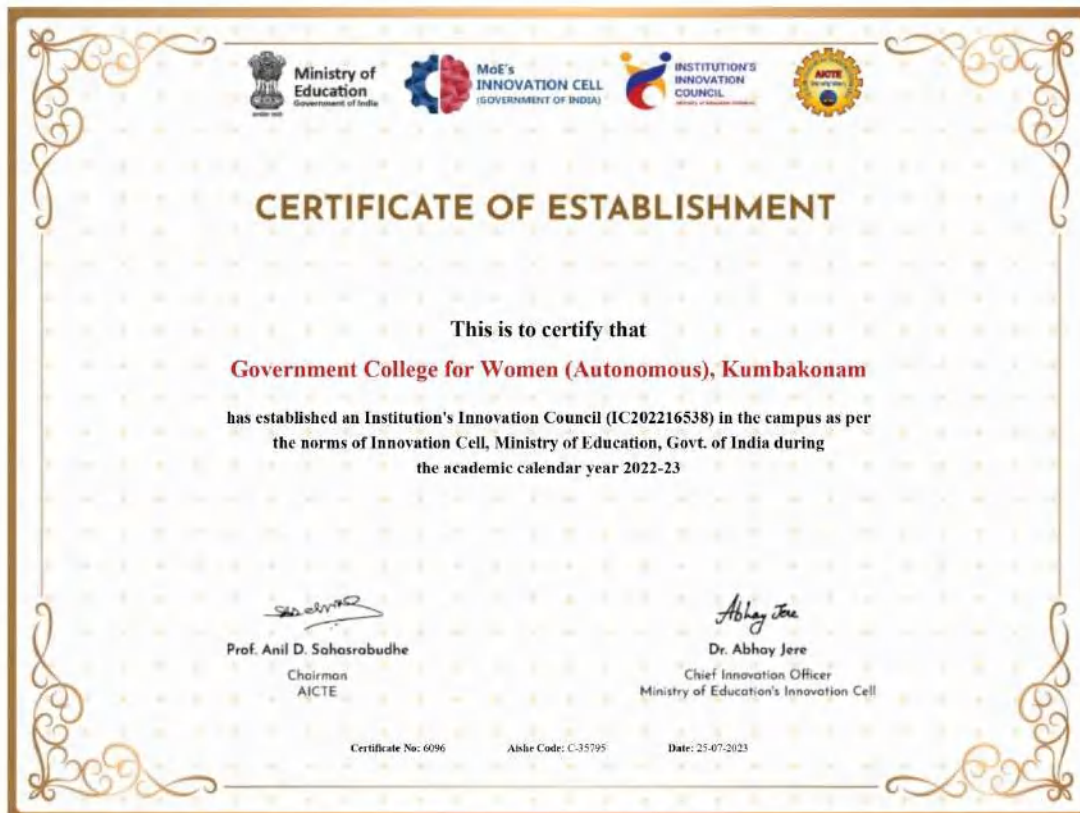 Ministry of
Education
Government of India
MoE's
INNOVATION CELL
(GOVERNMENT OF INDIA)
INSTITUTION'S
INNOVATION
COUNCIL
AICTE
CERTIFICATE OF ESTABLISHMENT
This is to certify that
Government College for Women (Autonomous), Kumbakonam
has established an Institution's Innovation Council (IC202216538) in the campus as per
the norms of Innovation Cell, Ministry of Education, Govt. of India during
the academic calendar year 2022-23
Abhay Jere
Prof. Anil D. Sahasrabudhe
Dr. Abhay Jere
Chairman
Chief Innovation Officer
AICTE
Ministry of Education's Innovation Cell
Certificate No: 6096 Aishe Code: C-35795 Date: 25-07-2023